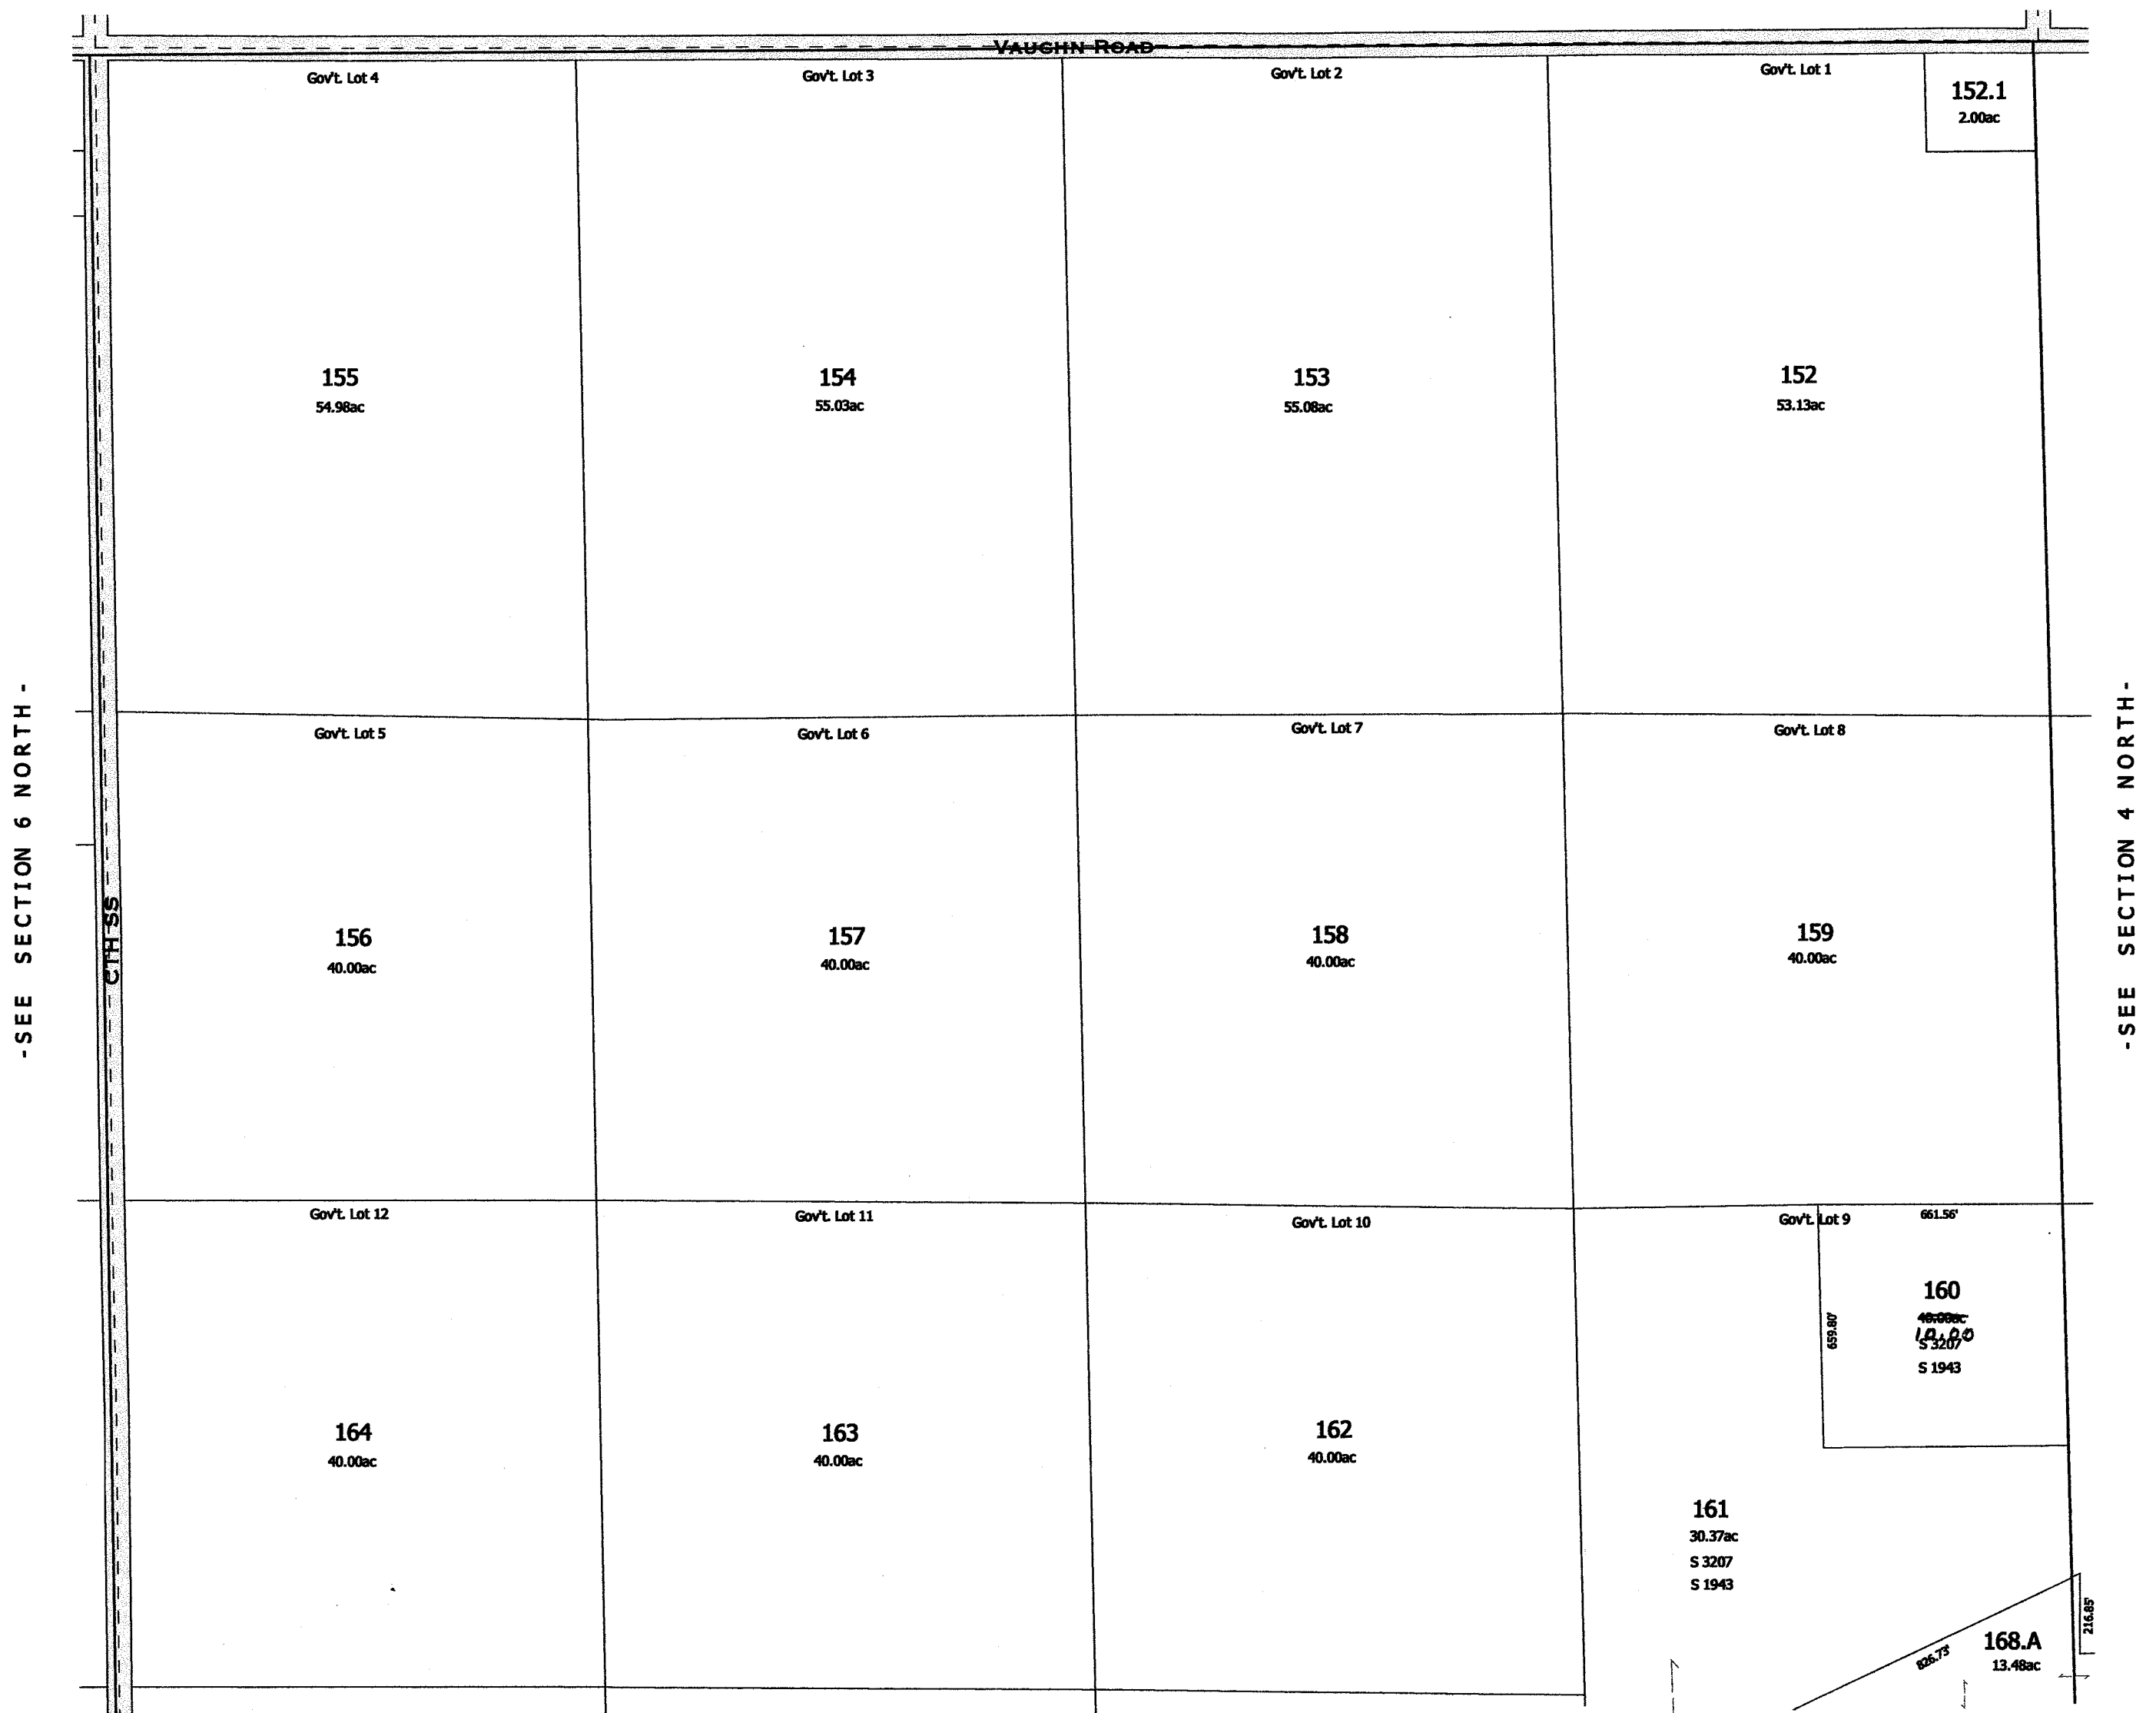 VAUGHN ROAD
Gov't. Lot 4
Gov't. Lot 3
Gov't. Lot 2
Gov't. Lot 1
152.1
2.00ac
155
54.98ac
154
55.03ac
153
55.08ac
152
53.13ac
-SEE SECTION 6 NORTH-
CTH SS
-SEE SECTION 4 NORTH-
Gov't. Lot 5
Gov't. Lot 6
Gov't. Lot 7
Gov't. Lot 8
156
40.00ac
157
40.00ac
158
40.00ac
159
40.00ac
Gov't. Lot 12
Gov't. Lot 11
Gov't. Lot 10
Gov't. Lot 9
661.56'
659.80'
160
40.00ac
10.00
S 3207
S 1943
164
40.00ac
163
40.00ac
162
40.00ac
161
30.37ac
S 3207
S 1943
826.73'
168.A
13.48ac
216.85'